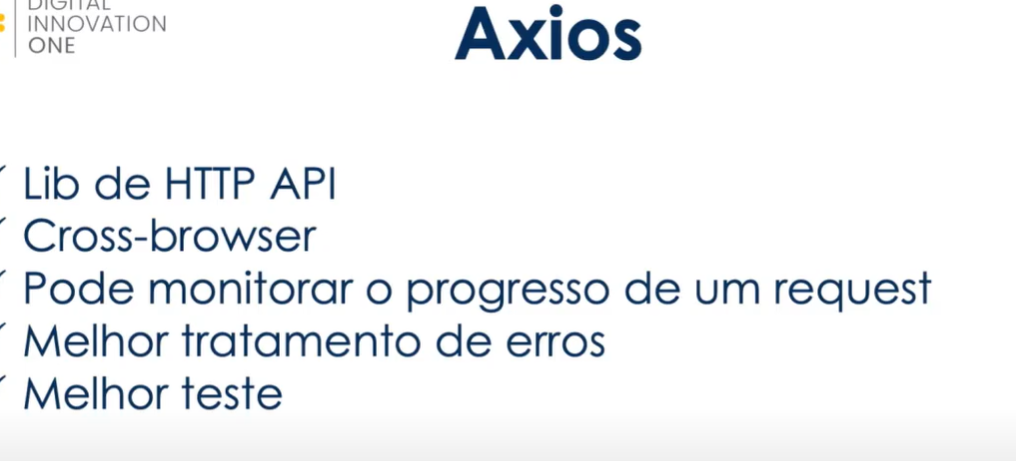 DIGITAL
INNOVATION
ONE
Axios
✓ Lib de HTTP API
✓ Cross-browser
✓ Pode monitorar o progresso de um request
✓ Melhor tratamento de erros
✓ Melhor teste